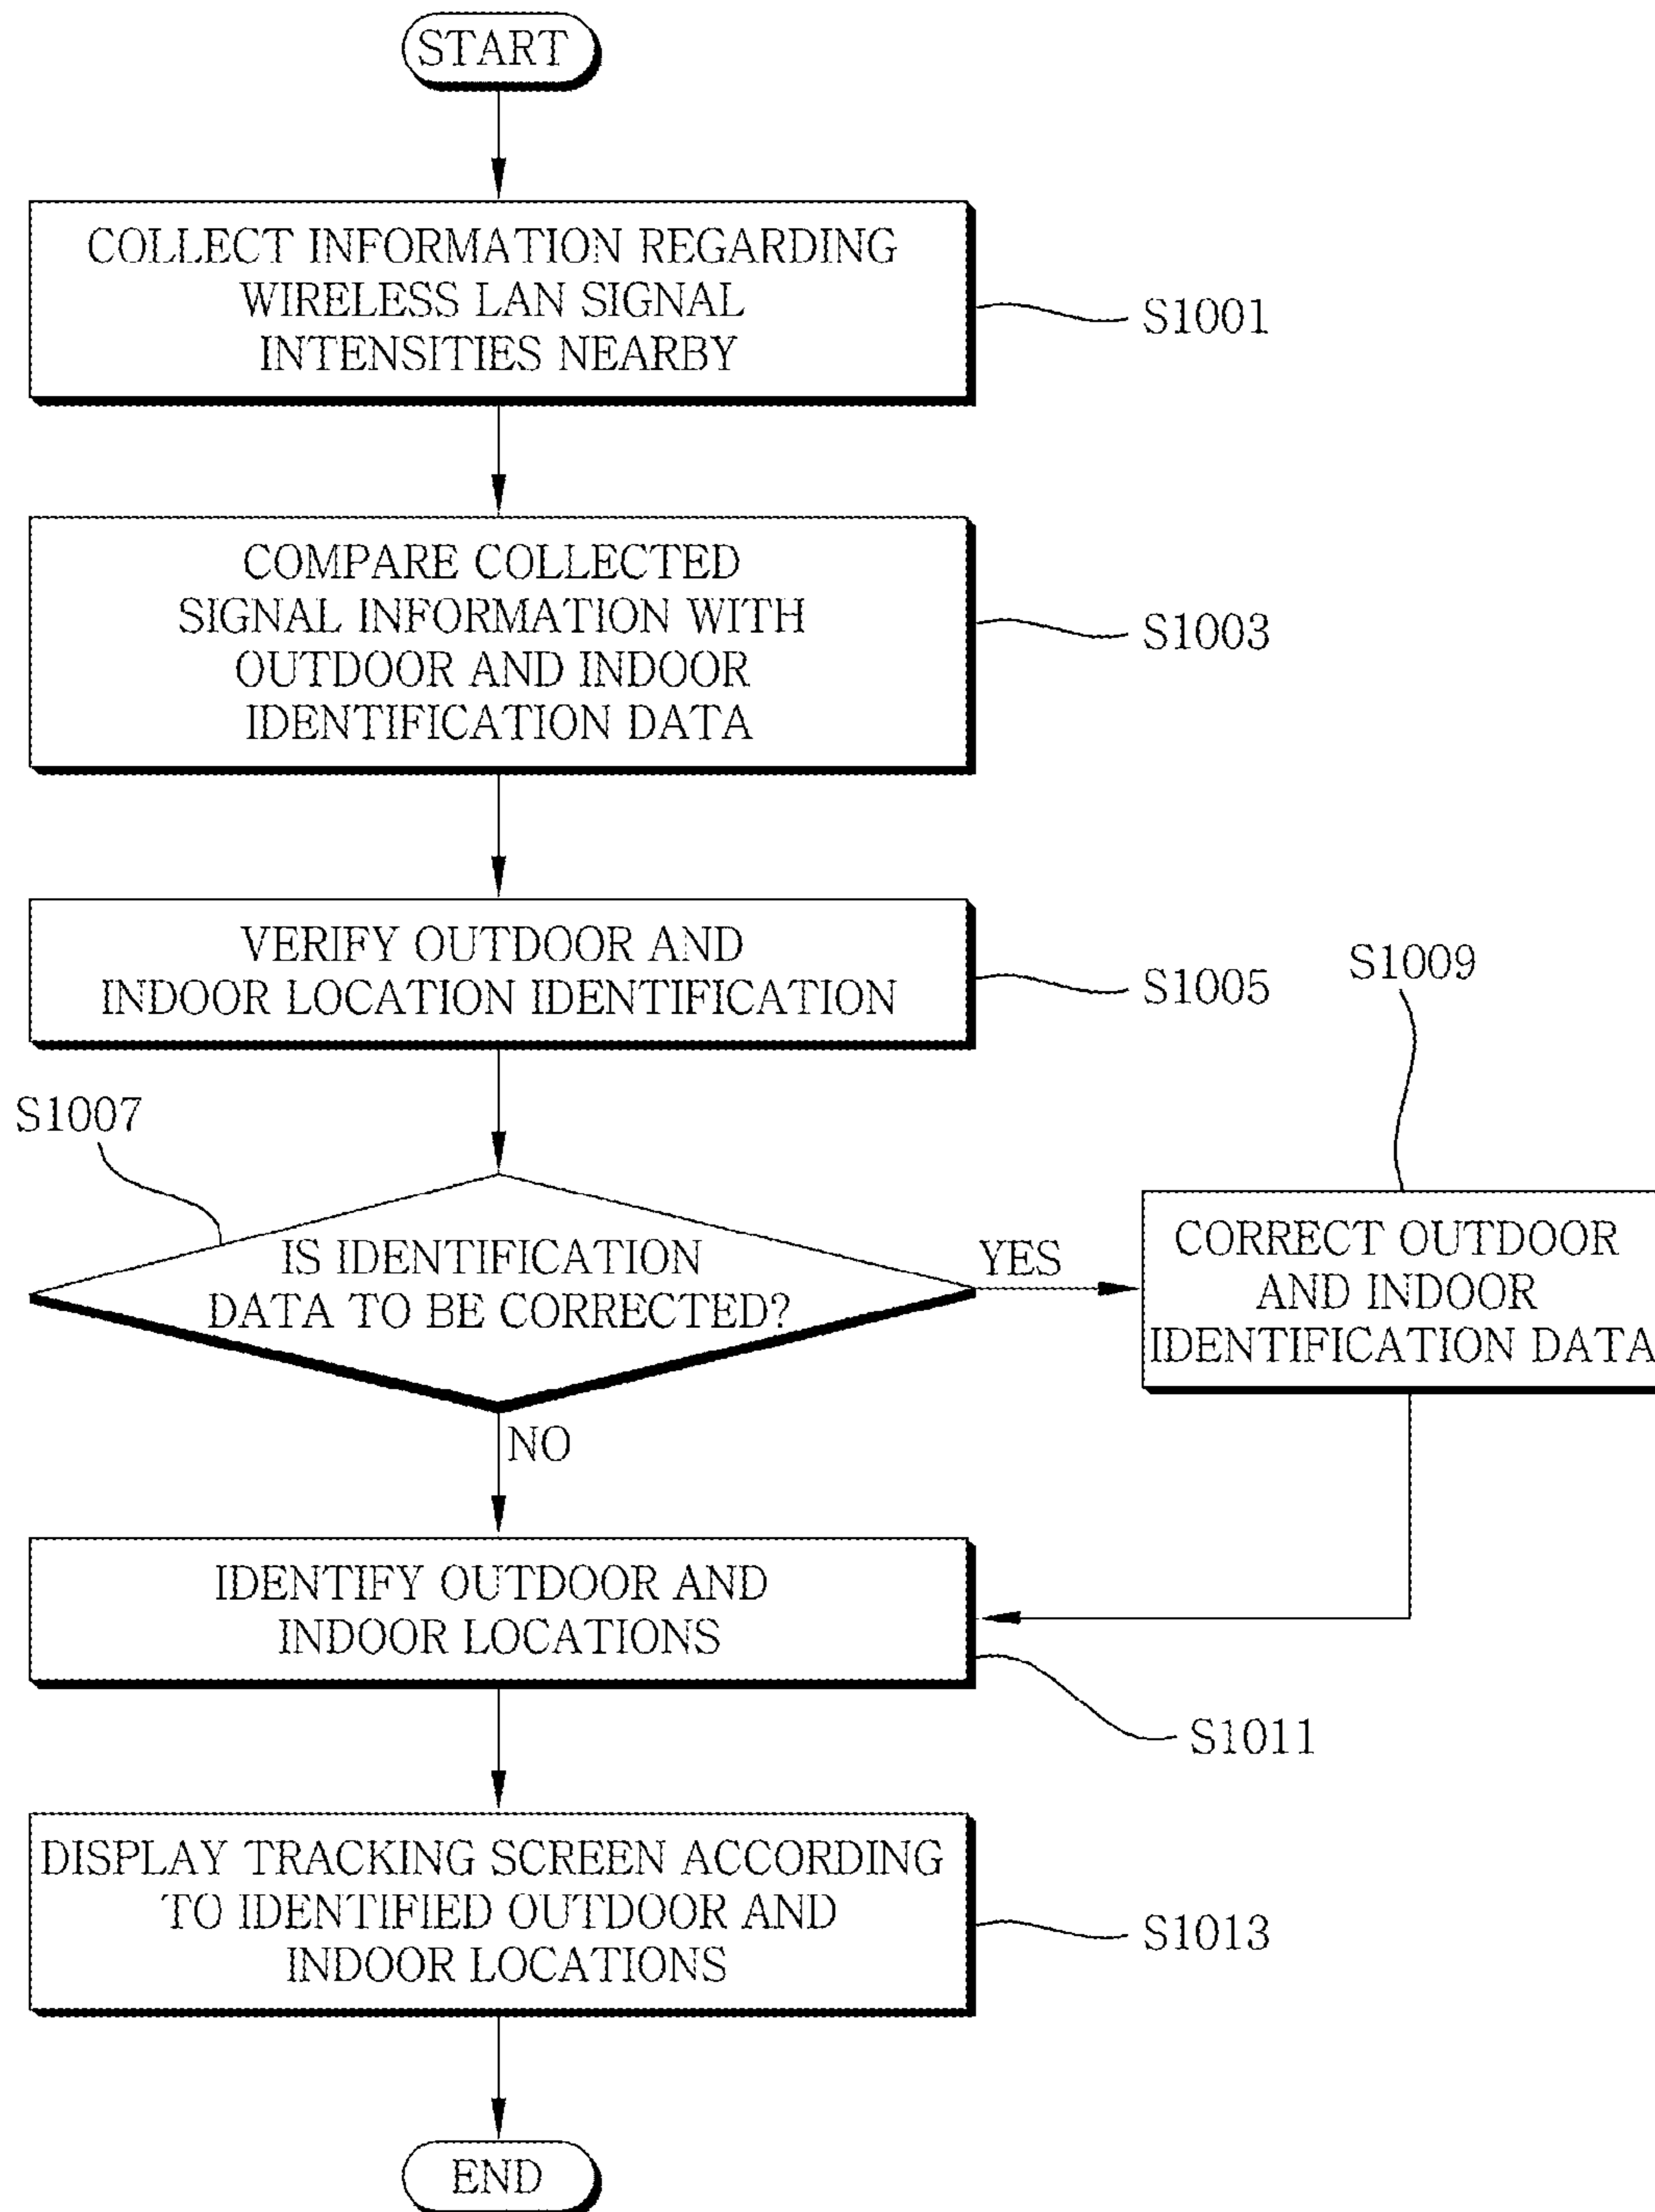 START
COLLECT INFORMATION REGARDING
WIRELESS LAN SIGNAL
INTENSITIES NEARBY
S1001
COMPARE COLLECTED
SIGNAL INFORMATION WITH
OUTDOOR AND INDOOR
IDENTIFICATION DATA
S1003
VERIFY OUTDOOR AND
INDOOR LOCATION IDENTIFICATION
S1005
S1007
IS IDENTIFICATION
DATA TO BE CORRECTED?
YES
S1009
CORRECT OUTDOOR
AND INDOOR
IDENTIFICATION DATA
NO
IDENTIFY OUTDOOR AND
INDOOR LOCATIONS
S1011
DISPLAY TRACKING SCREEN ACCORDING
TO IDENTIFIED OUTDOOR AND
INDOOR LOCATIONS
S1013
END